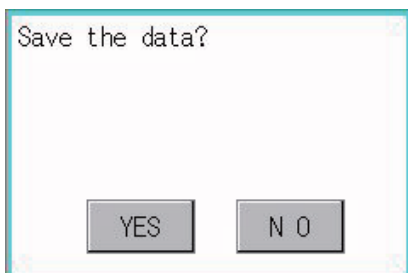 Save the data?
YES N O